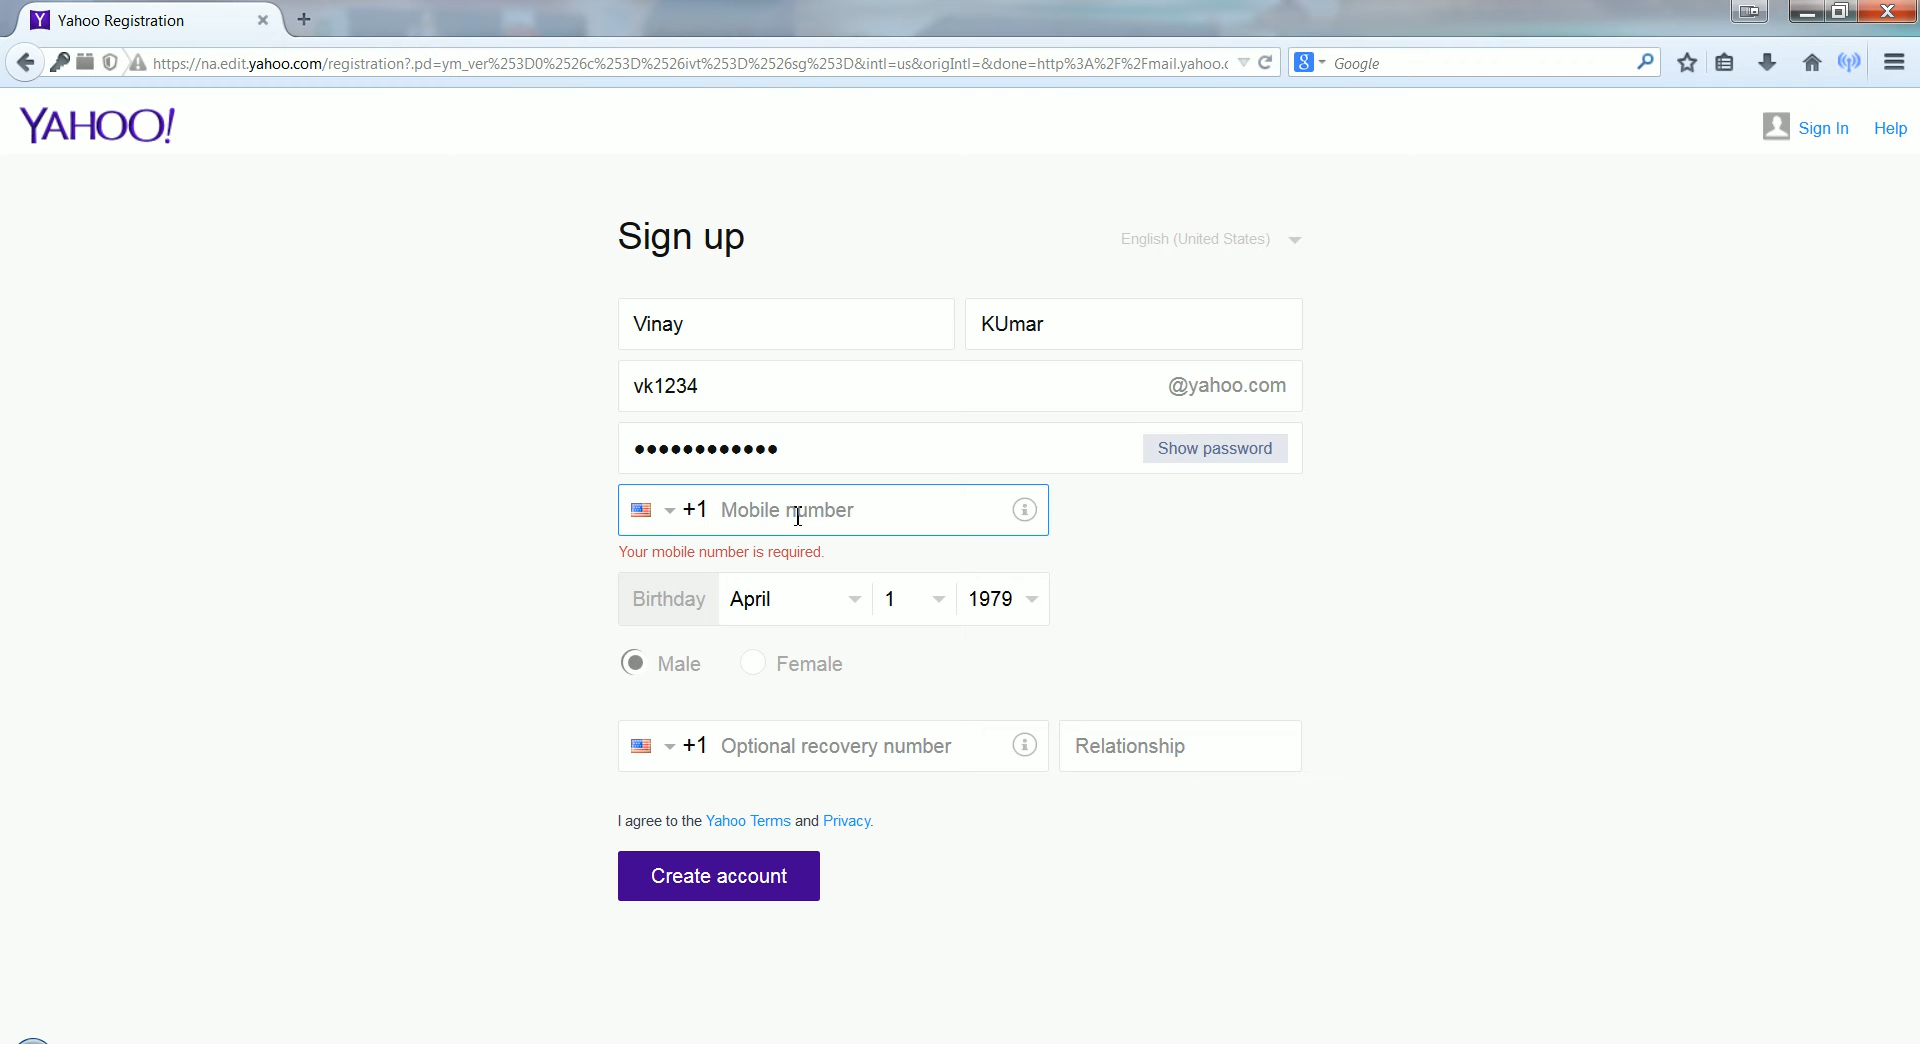 Yahoo Registration
https://na.edit.yahoo.com/registration?.pd=ym_ver%253D0%2526c%253D%2526ivt%253D%2526sg%253D&intl=us&origIntl=&done=http%3A%2F%2Fmail.yahoo.c
Google
YAHOO!
Sign In Help
Sign up
English (United States)
Vinay KUmar
vk1234 @yahoo.com
Show password
+1 Mobile number
Your mobile number is required.
Birthday April 1 1979
Male Female
+1 Optional recovery number Relationship
I agree to the Yahoo Terms and Privacy.
Create account